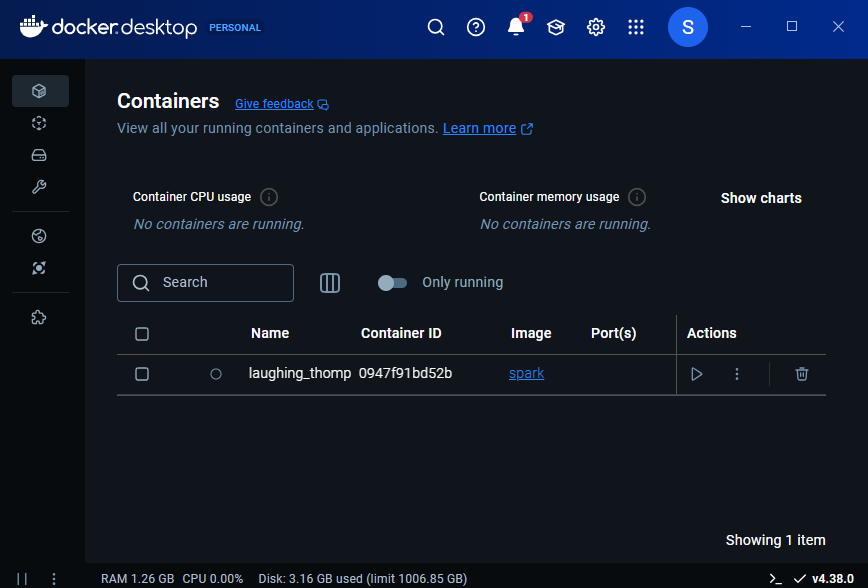 docker.desktop PERSONAL 1 S
Containers Give feedback
View all your running containers and applications. Learn more
Container CPU usage Container memory usage Show charts
No containers are running. No containers are running.
Search Only running
Name Container ID Image Port(s) Actions
laughing_thomp 0947f91bd52b spark
Showing 1 item
RAM 1.26 GB CPU 0.00% Disk: 3.16 GB used (limit 1006.85 GB) v4.38.0